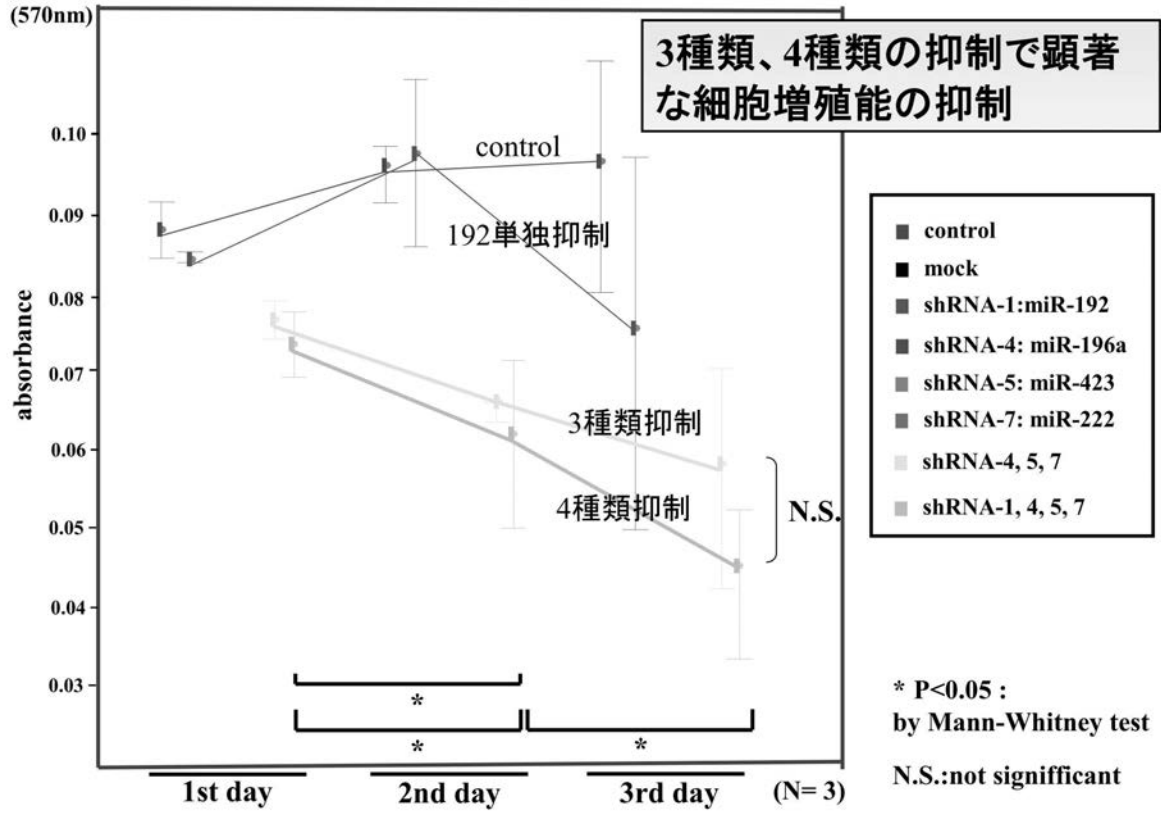 (570nm)
3種類、4種類の抑制で顕著
な細胞増殖能の抑制
0.10
0.09
0.08
0.07
0.06
0.05
0.04
0.03
absorbance
control
192単独抑制
3種類抑制
4種類抑制
N.S.
control
mock
shRNA-1:miR-192
shRNA-4: miR-196a
shRNA-5: miR-423
shRNA-7: miR-222
shRNA-4, 5, 7
shRNA-1, 4, 5, 7
*
*
*
1st day
2nd day
3rd day
(N= 3)
* P<0.05 :
by Mann-Whitney test
N.S.:not signifficant